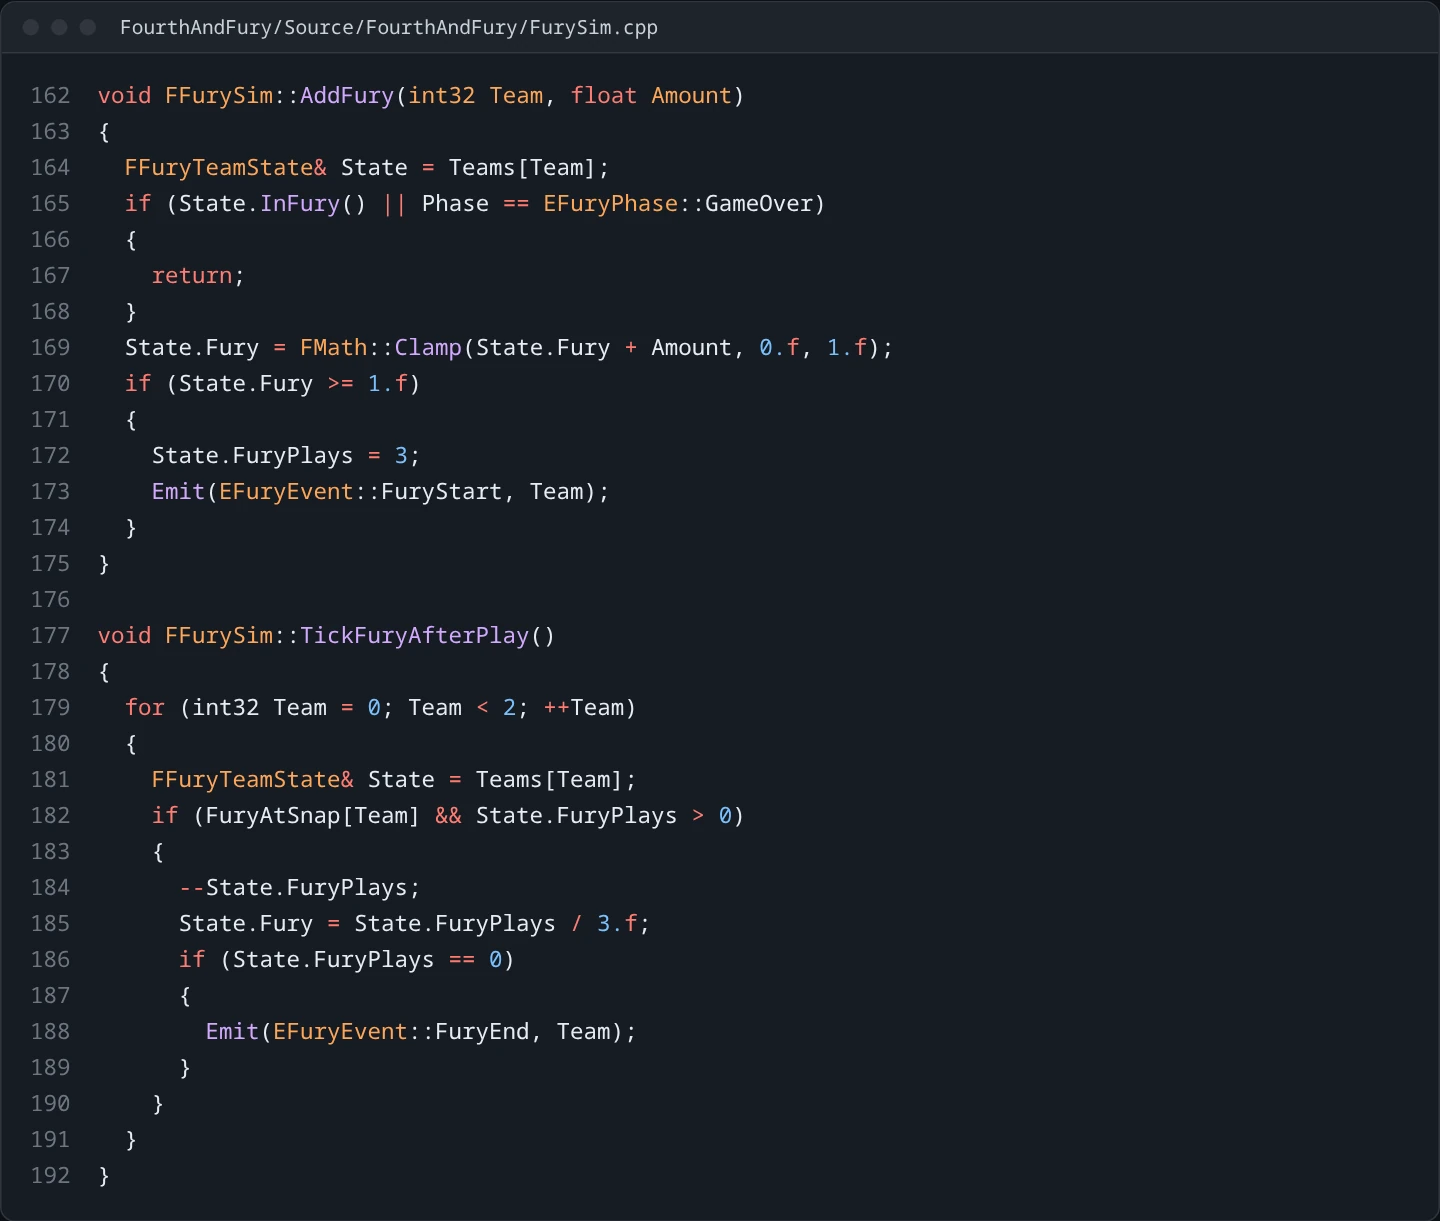 FourthAndFury/Source/FourthAndFury/FurySim.cpp
162 void FFurySim::AddFury(int32 Team, float Amount)
163 {
164   FFuryTeamState& State = Teams[Team];
165   if (State.InFury() || Phase == EFuryPhase::GameOver)
166   {
167     return;
168   }
169   State.Fury = FMath::Clamp(State.Fury + Amount, 0.f, 1.f);
170   if (State.Fury >= 1.f)
171   {
172     State.FuryPlays = 3;
173     Emit(EFuryEvent::FuryStart, Team);
174   }
175 }
176
177 void FFurySim::TickFuryAfterPlay()
178 {
179   for (int32 Team = 0; Team < 2; ++Team)
180   {
181     FFuryTeamState& State = Teams[Team];
182     if (FuryAtSnap[Team] && State.FuryPlays > 0)
183     {
184       --State.FuryPlays;
185       State.Fury = State.FuryPlays / 3.f;
186       if (State.FuryPlays == 0)
187       {
188         Emit(EFuryEvent::FuryEnd, Team);
189       }
190     }
191   }
192 }